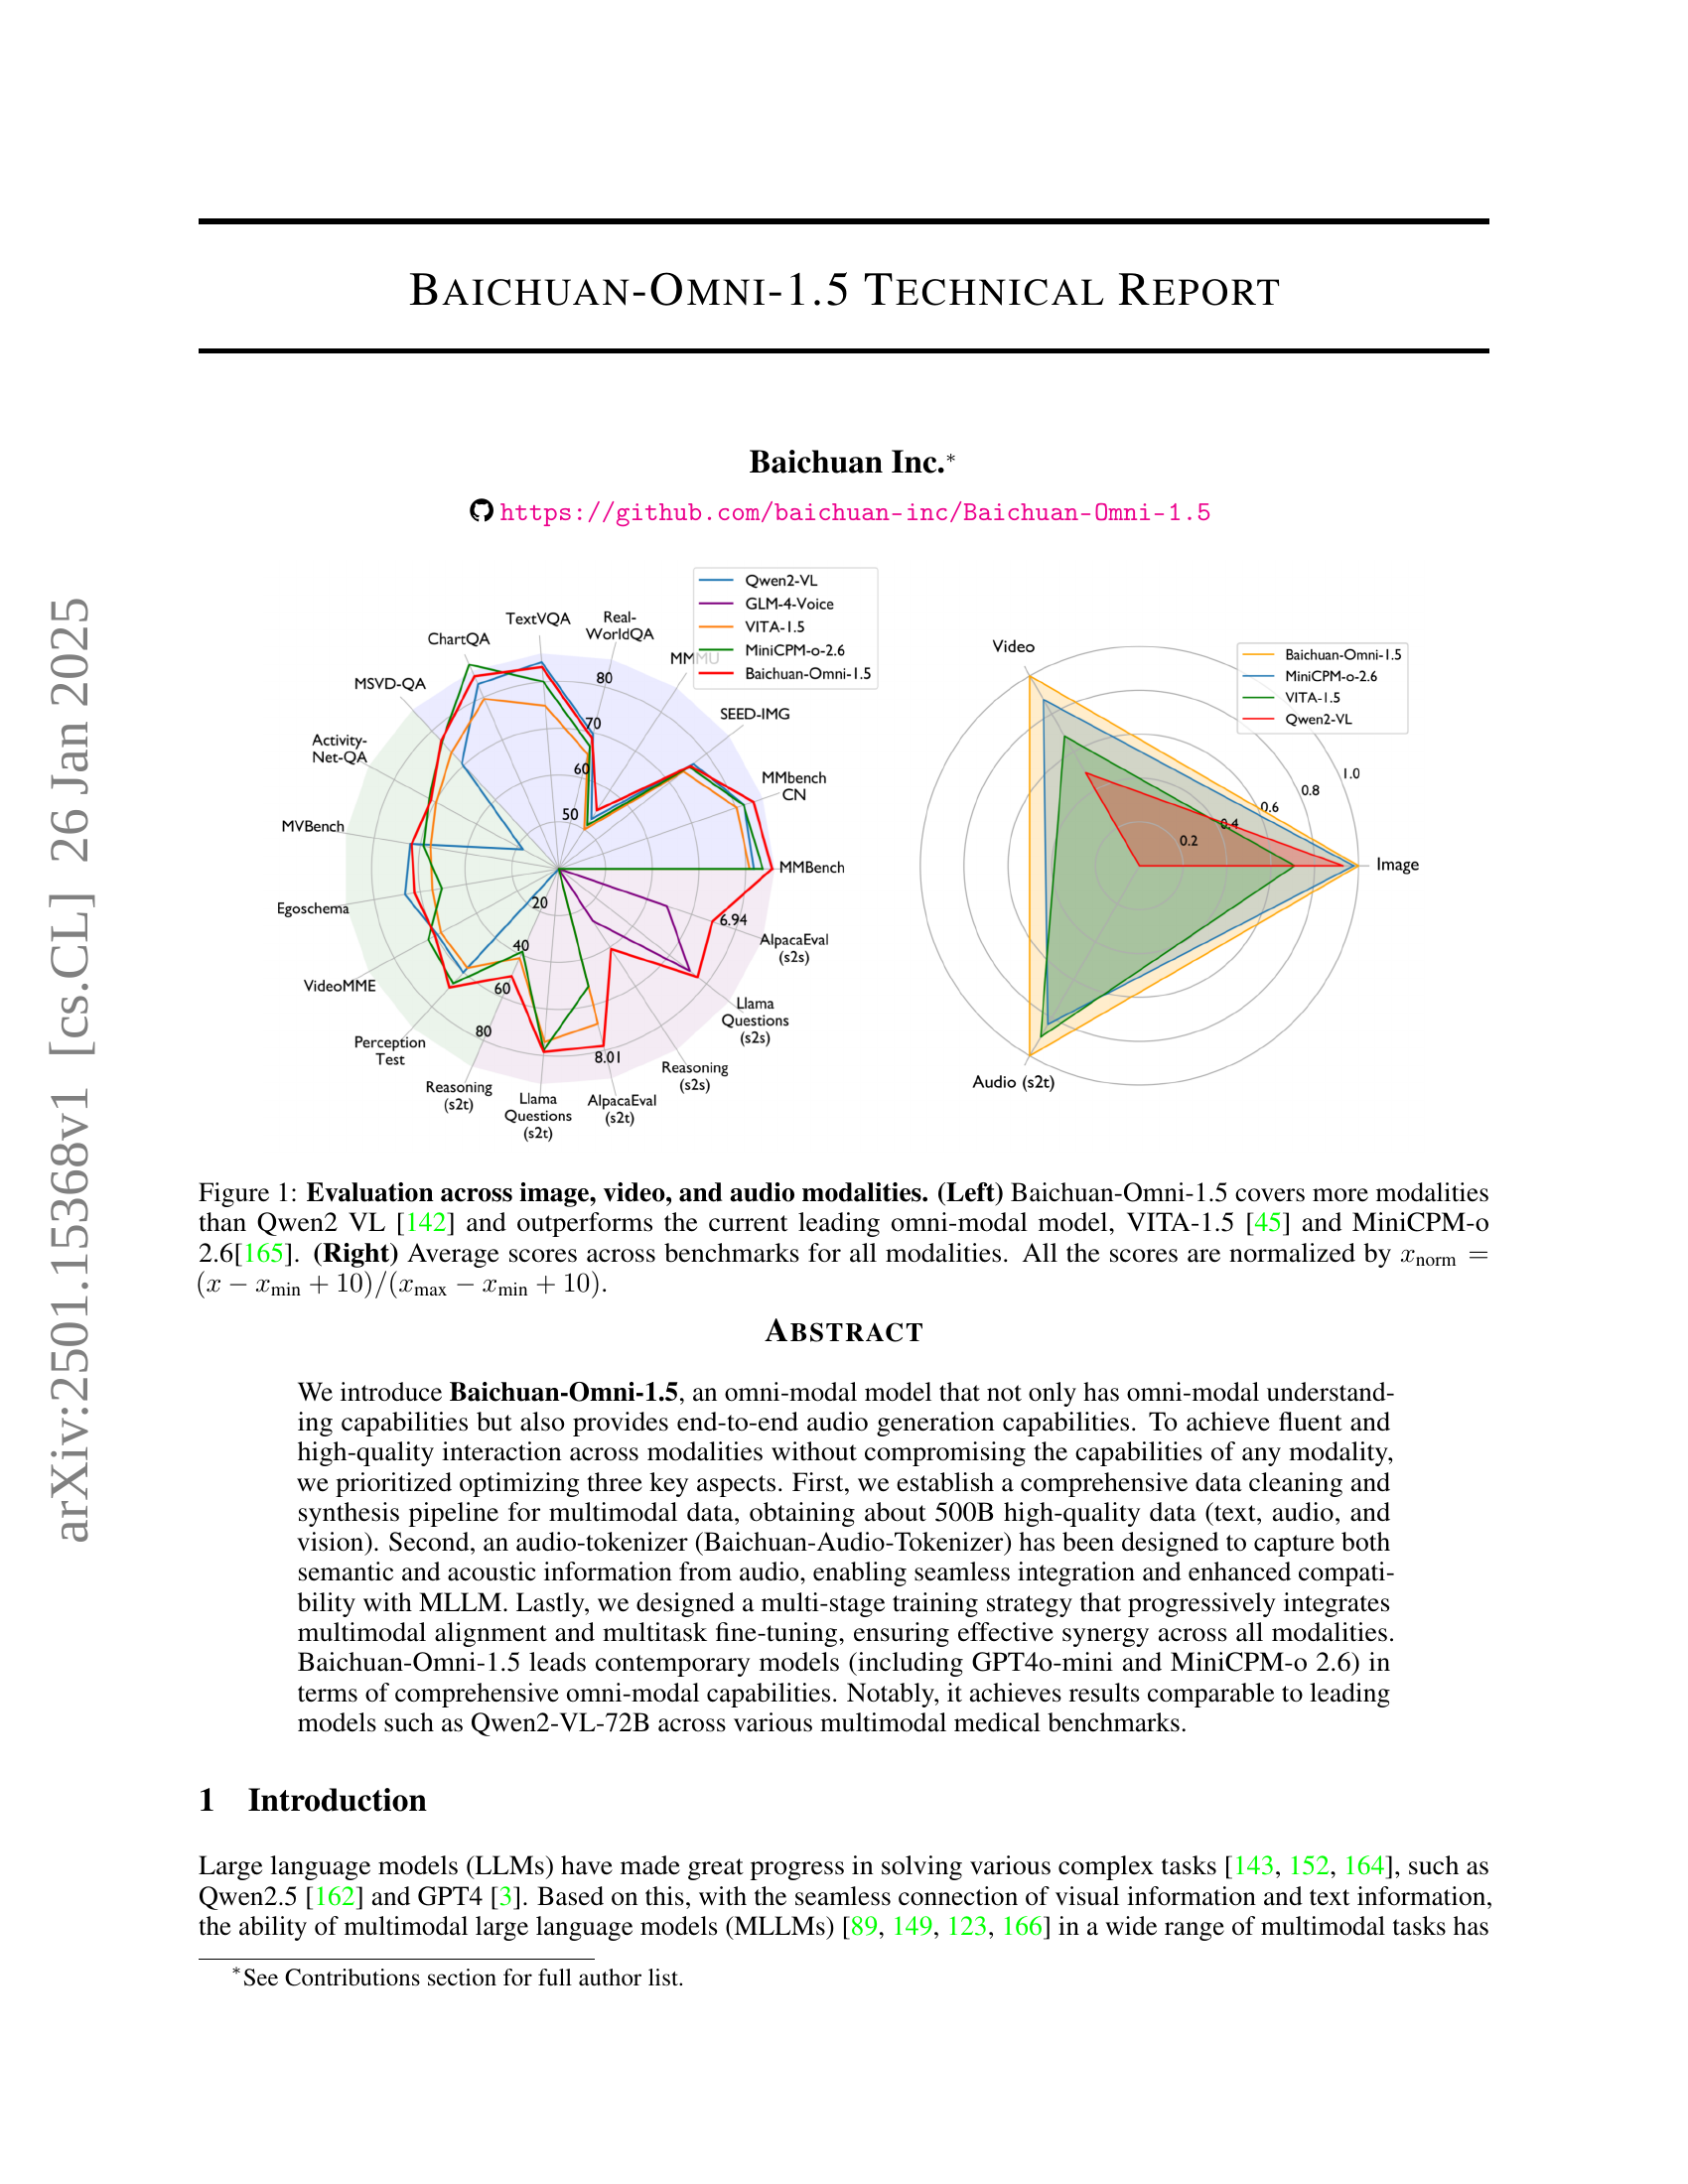 arXiv:2501.15368v1 [cs.CL] 26 Jan 2025
BAICHUAN-OMNI-1.5 TECHNICAL REPORT
Baichuan Inc.*
https://github.com/baichuan-inc/Baichuan-Omni-1.5
Qwen2-VL
GLM-4-Voice
VITA-1.5
MiniCPM-o-2.6
Baichuan-Omni-1.5
TextVQA
Real-
WorldQA
ChartQA
MMMU
MSVD-QA
SEED-IMG
Activity-
Net-QA
MMbench
CN
MVBench
MMBench
Egoschema
AlpacaEval
(s2s)
VideoMME
Llama
Questions
(s2s)
Perception
Test
Reasoning
(s2s)
Reasoning
(s2t)
Llama
Questions
(s2t)
AlpacaEval
(s2t)
80
70
60
50
20
40
60
80
6.94
8.01
Video
Baichuan-Omni-1.5
MiniCPM-o-2.6
VITA-1.5
Qwen2-VL
1.0
0.8
0.6
0.4
0.2
Image
Audio (s2t)
Figure 1: Evaluation across image, video, and audio modalities. (Left) Baichuan-Omni-1.5 covers more modalities
than Qwen2 VL [142] and outperforms the current leading omni-modal model, VITA-1.5 [45] and MiniCPM-o
2.6[165]. (Right) Average scores across benchmarks for all modalities. All the scores are normalized by x_norm =
(x − x_min + 10)/(x_max − x_min + 10).
ABSTRACT
We introduce Baichuan-Omni-1.5, an omni-modal model that not only has omni-modal understand-
ing capabilities but also provides end-to-end audio generation capabilities. To achieve fluent and
high-quality interaction across modalities without compromising the capabilities of any modality,
we prioritized optimizing three key aspects. First, we establish a comprehensive data cleaning and
synthesis pipeline for multimodal data, obtaining about 500B high-quality data (text, audio, and
vision). Second, an audio-tokenizer (Baichuan-Audio-Tokenizer) has been designed to capture both
semantic and acoustic information from audio, enabling seamless integration and enhanced compati-
bility with MLLM. Lastly, we designed a multi-stage training strategy that progressively integrates
multimodal alignment and multitask fine-tuning, ensuring effective synergy across all modalities.
Baichuan-Omni-1.5 leads contemporary models (including GPT4o-mini and MiniCPM-o 2.6) in
terms of comprehensive omni-modal capabilities. Notably, it achieves results comparable to leading
models such as Qwen2-VL-72B across various multimodal medical benchmarks.
1 Introduction
Large language models (LLMs) have made great progress in solving various complex tasks [143, 152, 164], such as
Qwen2.5 [162] and GPT4 [3]. Based on this, with the seamless connection of visual information and text information,
the ability of multimodal large language models (MLLMs) [89, 149, 123, 166] in a wide range of multimodal tasks has
*See Contributions section for full author list.